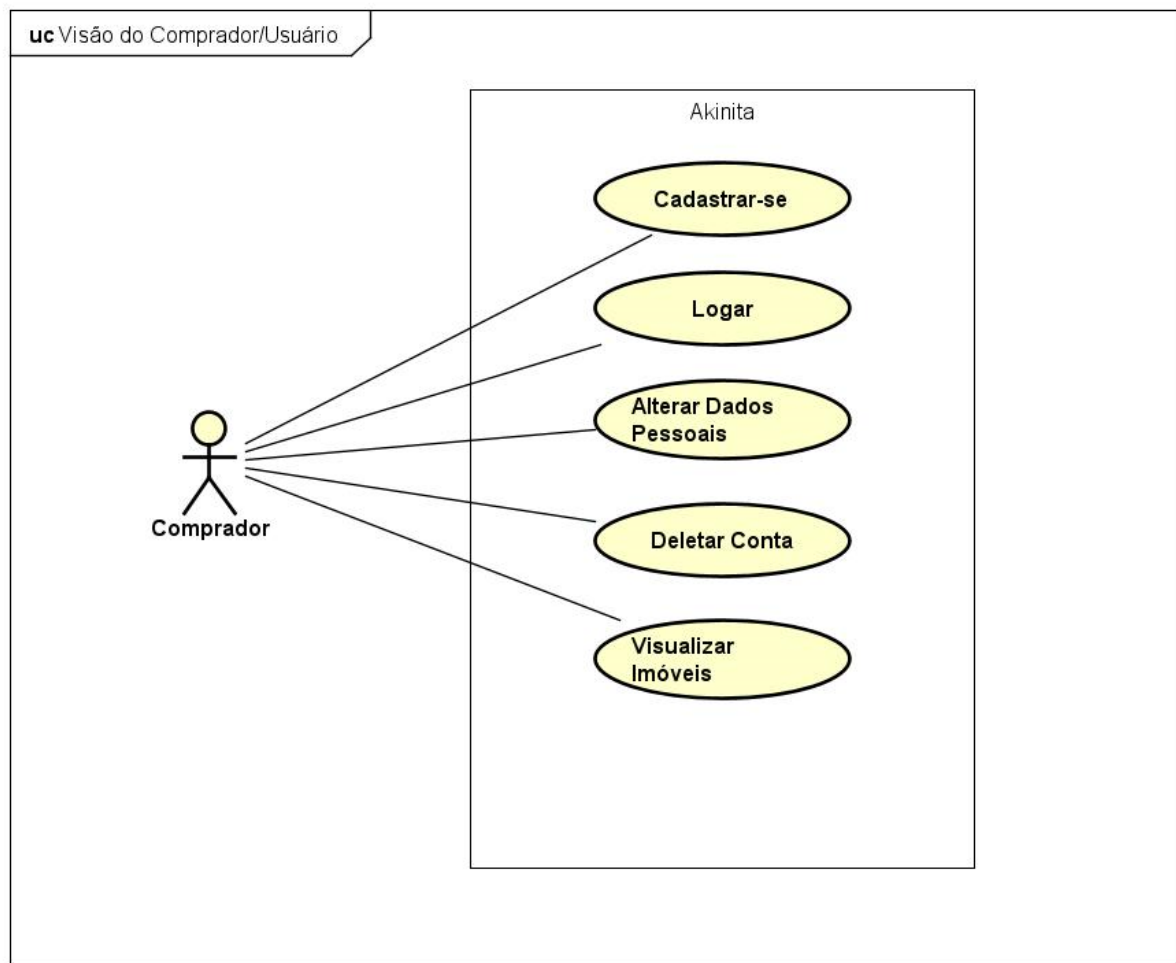 uc Visão do Comprador/Usuário
Akinita
Cadastrar-se
Logar
Alterar Dados
Pessoais
Comprador
Deletar Conta
Visualizar
Imóveis